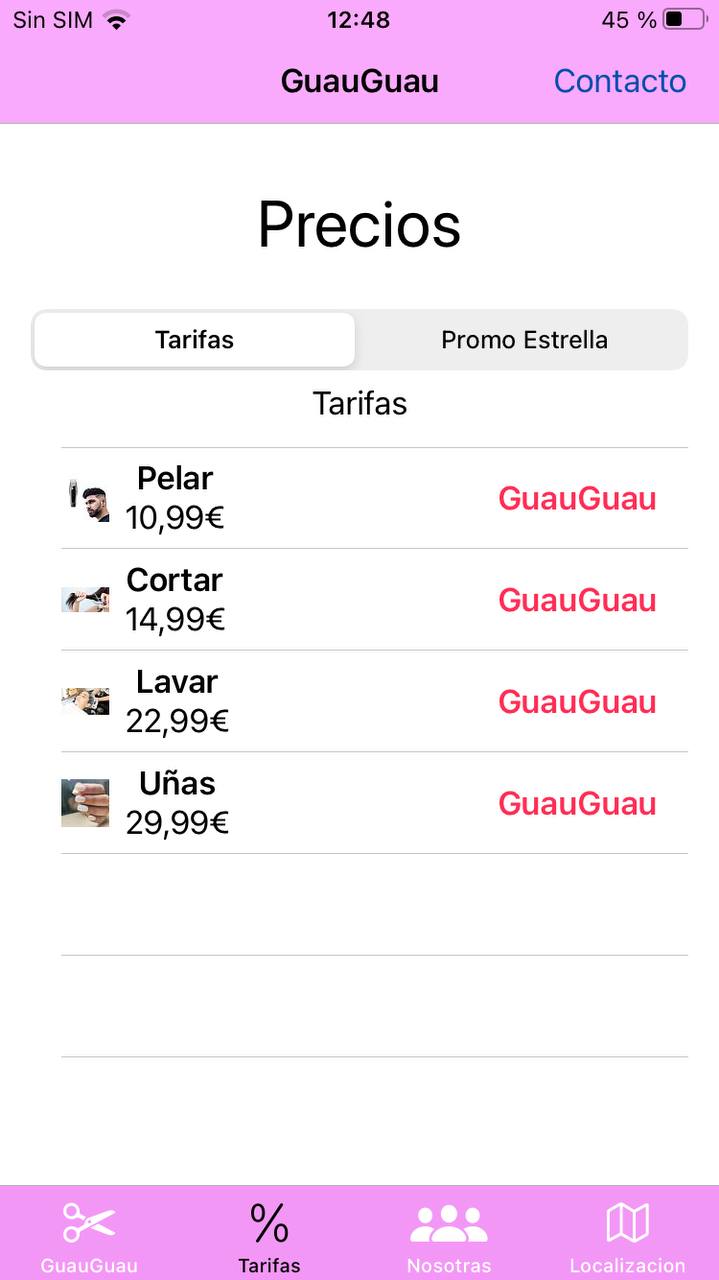 Sin SIM 12:48 45 %
GuauGuau Contacto
Precios
Tarifas Promo Estrella
Tarifas
Pelar
10,99€ GuauGuau
Cortar
14,99€ GuauGuau
Lavar
22,99€ GuauGuau
Uñas
29,99€ GuauGuau
%
GuauGuau Tarifas Nosotras Localizacion